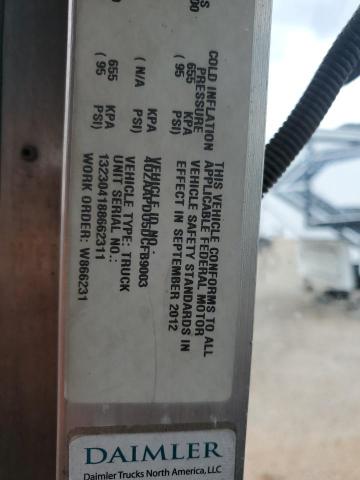 COLD INFLATION
PRESSURE
655 KPA
( 95 PSI)
( N/A KPA
PSI)
655 KPA
( 95 PSI)
THIS VEHICLE CONFORMS TO ALL
APPLICABLE FEDERAL MOTOR
VEHICLE SAFETY STANDARDS IN
EFFECT IN SEPTEMBER 2012
VEHICLE ID NO.:
VEHICLE TYPE: TRUCK
UNIT SERIAL NO.:
132304188662311
WORK ORDER: W866231
DAIMLER
Daimler Trucks North America, LLC